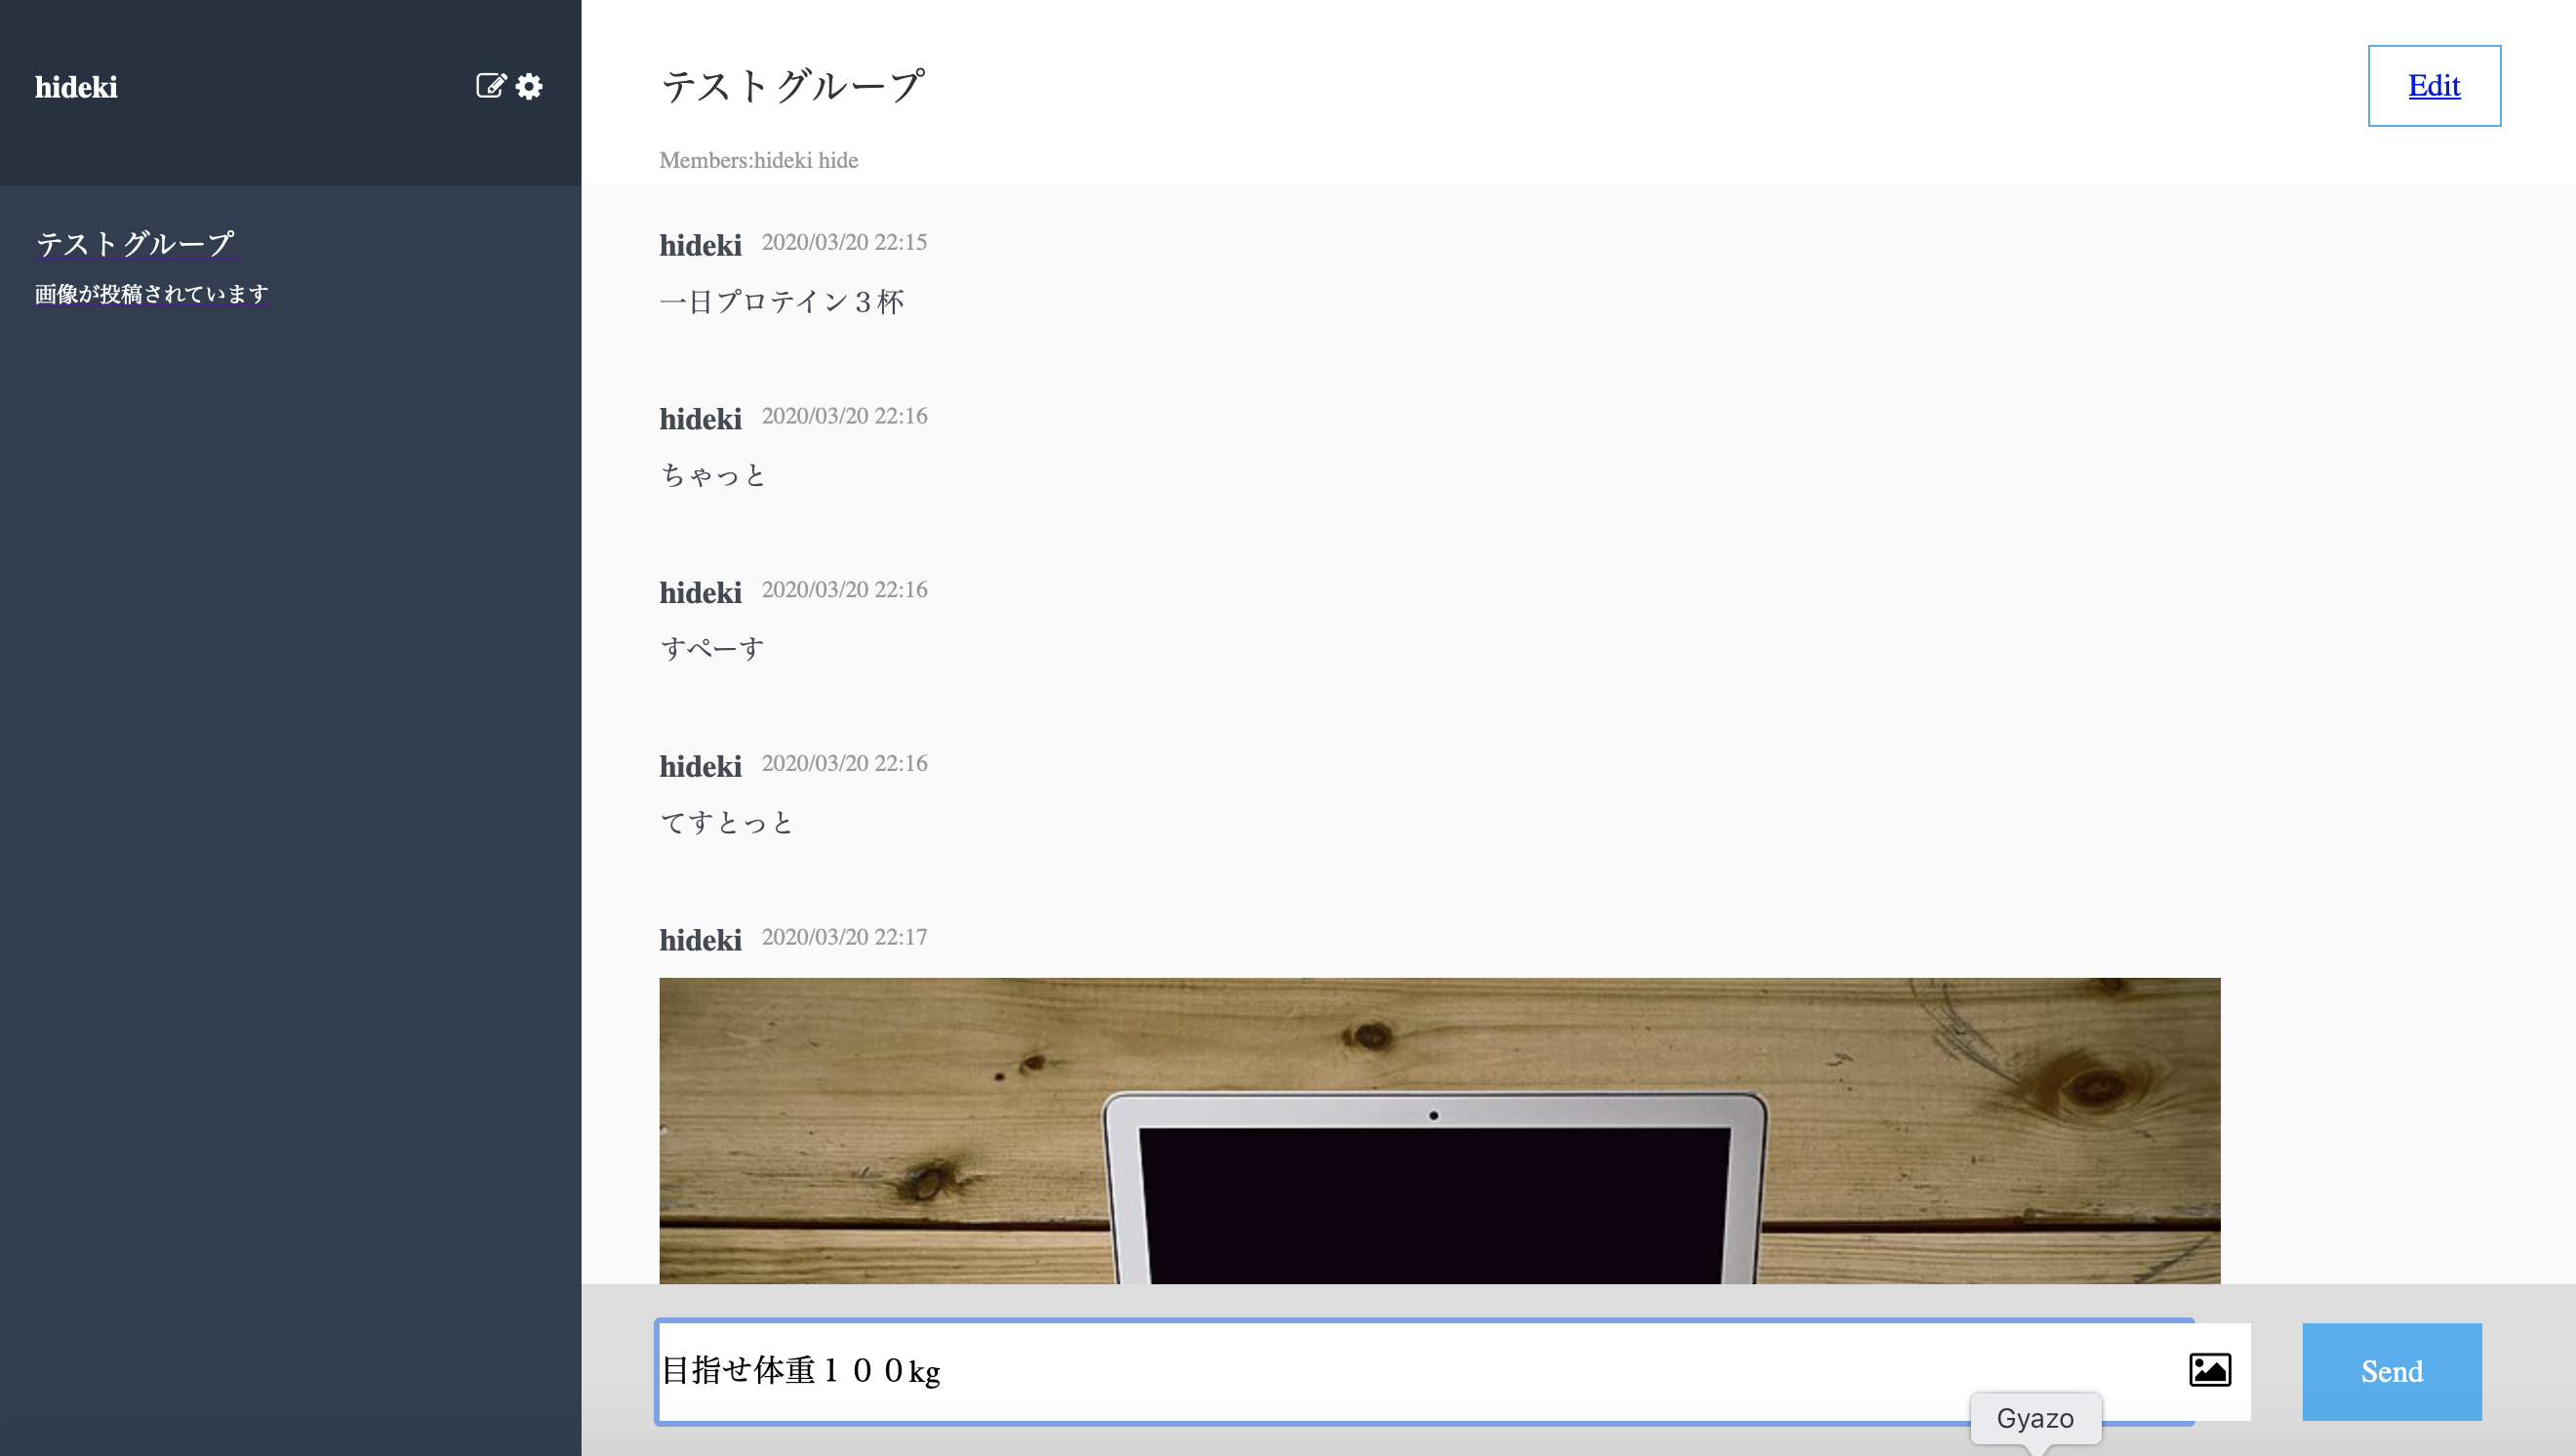 hideki
テストグループ
画像が投稿されています
テストグループ
Edit
Members:hideki hide
hideki 2020/03/20 22:15
一日プロテイン３杯
hideki 2020/03/20 22:16
ちゃっと
hideki 2020/03/20 22:16
すぺーす
hideki 2020/03/20 22:16
てすとっと
hideki 2020/03/20 22:17
目指せ体重１００kg
Send
Gyazo